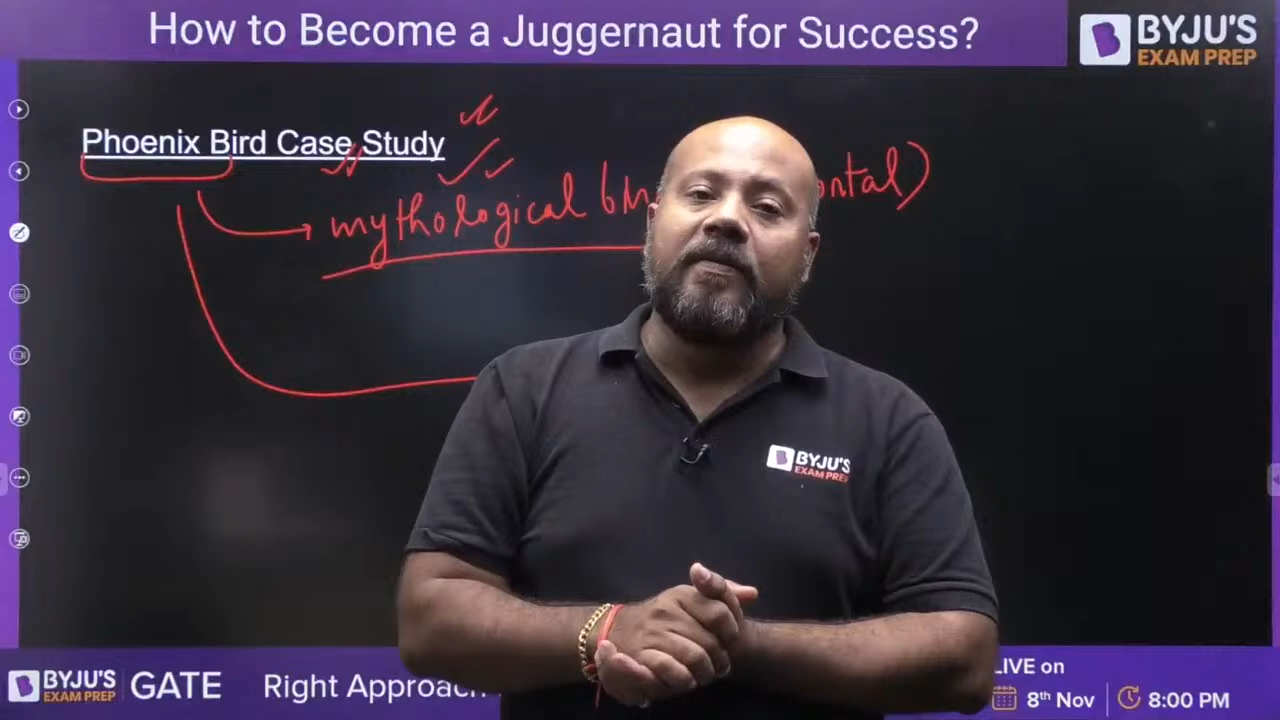 How to Become a Juggernaut for Success?
BYJU'S
EXAM PREP
Phoenix Bird Case Study
mythological
BYJU'S
EXAM PREP
BYJU'S
EXAM PREP
GATE
Right Approach
LIVE on
8th Nov
8:00 PM